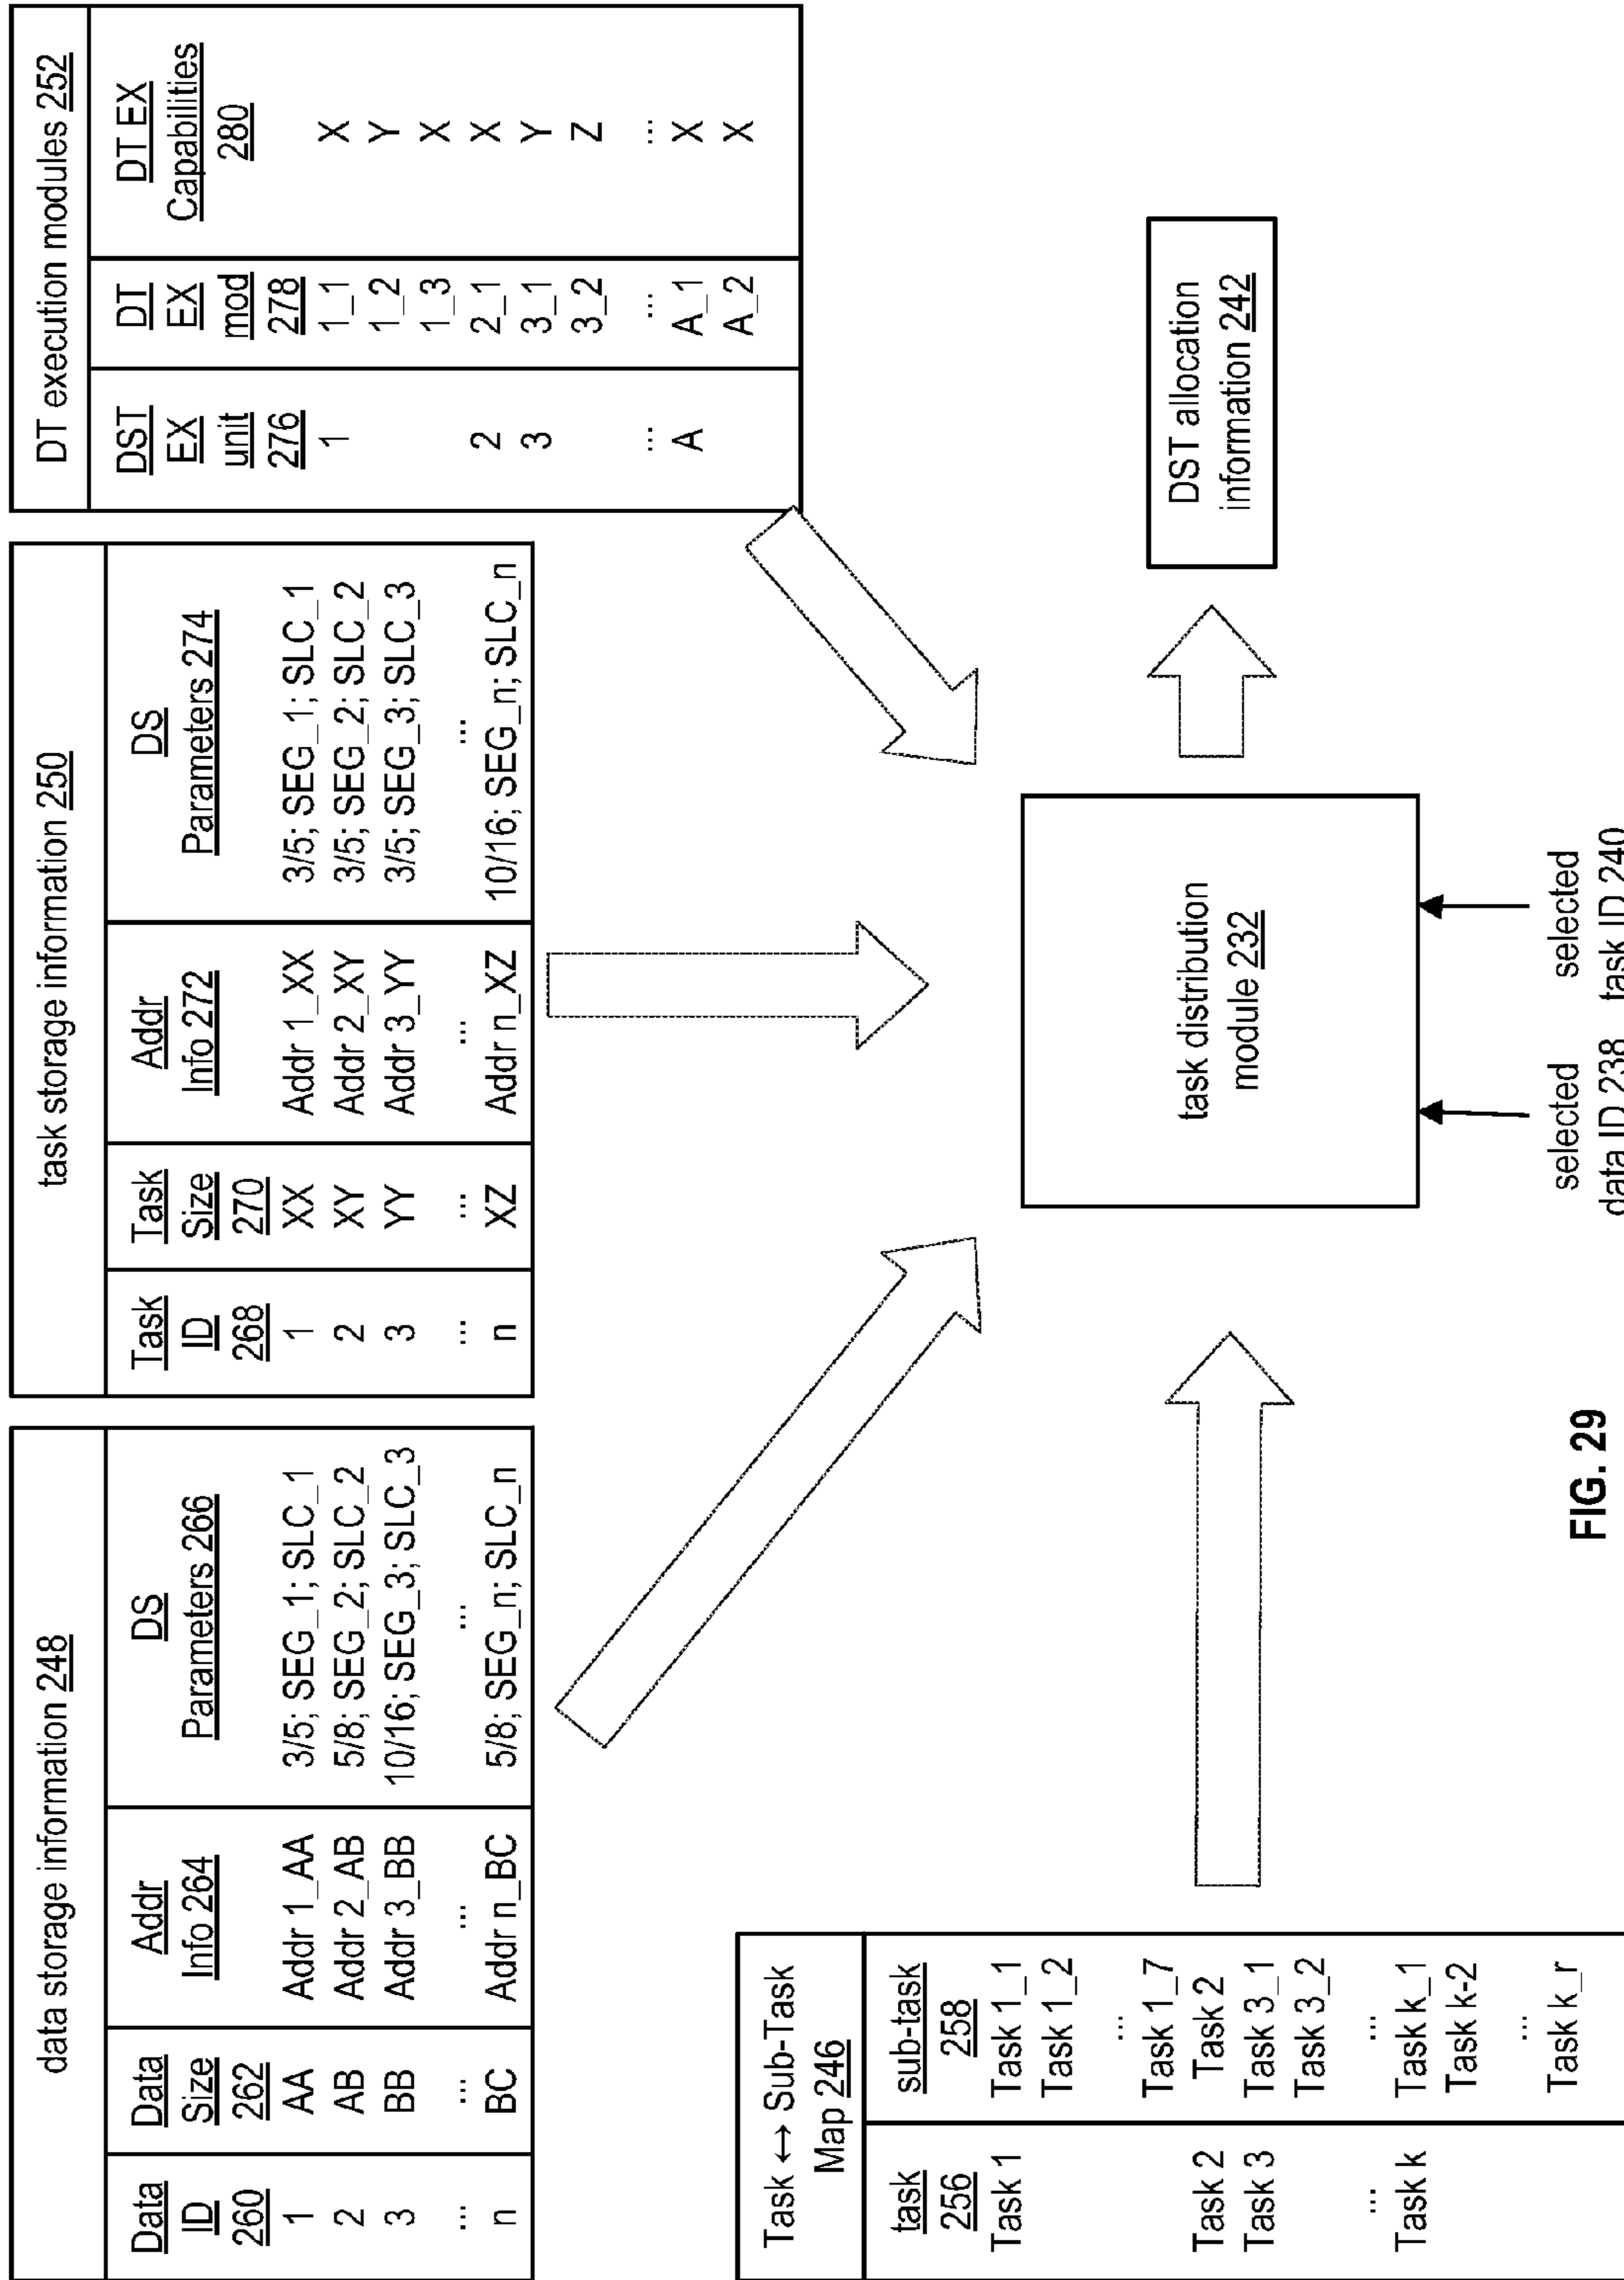 data storage information 248
Data ID 260 Data Size 262 Addr Info 264 DS Parameters 266
1 AA Addr 1_AA 3/5; SEG_1; SLC_1
2 AB Addr 2_AB 5/8; SEG_2; SLC_2
3 BB Addr 3_BB 10/16; SEG_3; SLC_3
... ... ... ...
n BC Addr n_BC 5/8; SEG_n; SLC_n
task storage information 250
Task ID 268 Task Size 270 Addr Info 272 DS Parameters 274
1 XX Addr 1_XX 3/5; SEG_1; SLC_1
2 XY Addr 2_XY 3/5; SEG_2; SLC_2
3 YY Addr 3_YY 3/5; SEG_3; SLC_3
... ... ... ...
n XZ Addr n_XZ 10/16; SEG_n; SLC_n
DT execution modules 252
DST EX unit 276 DT EX mod 278 DT EX Capabilities 280
1 1_1 X
1_2 Y
1_3 X
2 2_1 X
3 3_1 Y
3_2 Z
... ... ...
A A_1 X
A_2 X
Task ↔ Sub-Task
Map 246
task 256 sub-task 258
Task 1 Task 1_1
Task 1_2
...
Task 1_7
Task 2 Task 2
Task 3 Task 3_1
Task 3_2
... ...
Task k Task k_1
Task k-2
...
Task k_r
task distribution
module 232
DST allocation
information 242
selected
data ID 238
selected
task ID 240
FIG. 29